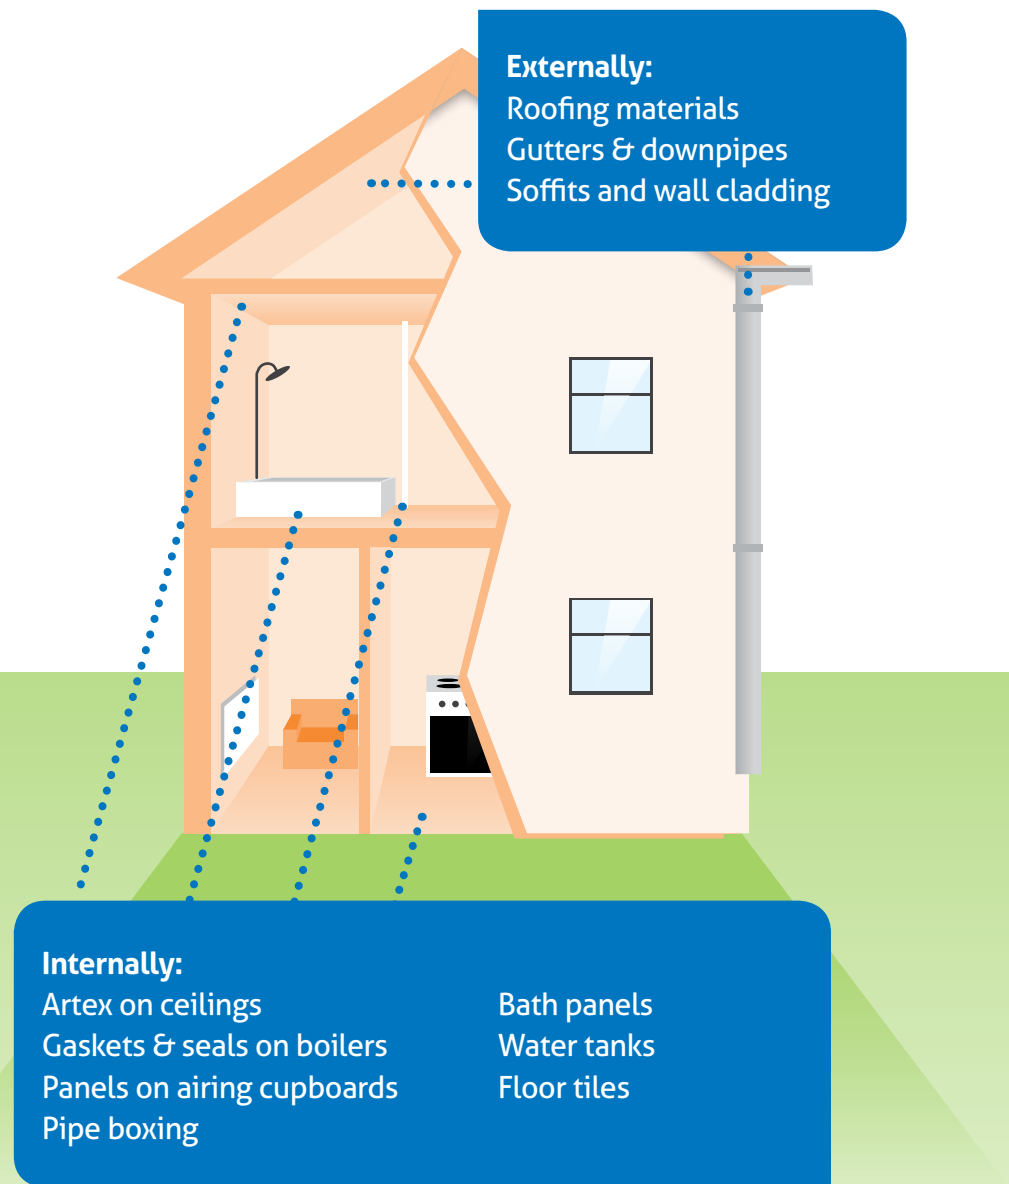 Externally:
Roofing materials
Gutters & downpipes
Soffits and wall cladding
Internally:
Artex on ceilings
Gaskets & seals on boilers
Panels on airing cupboards
Pipe boxing
Bath panels
Water tanks
Floor tiles